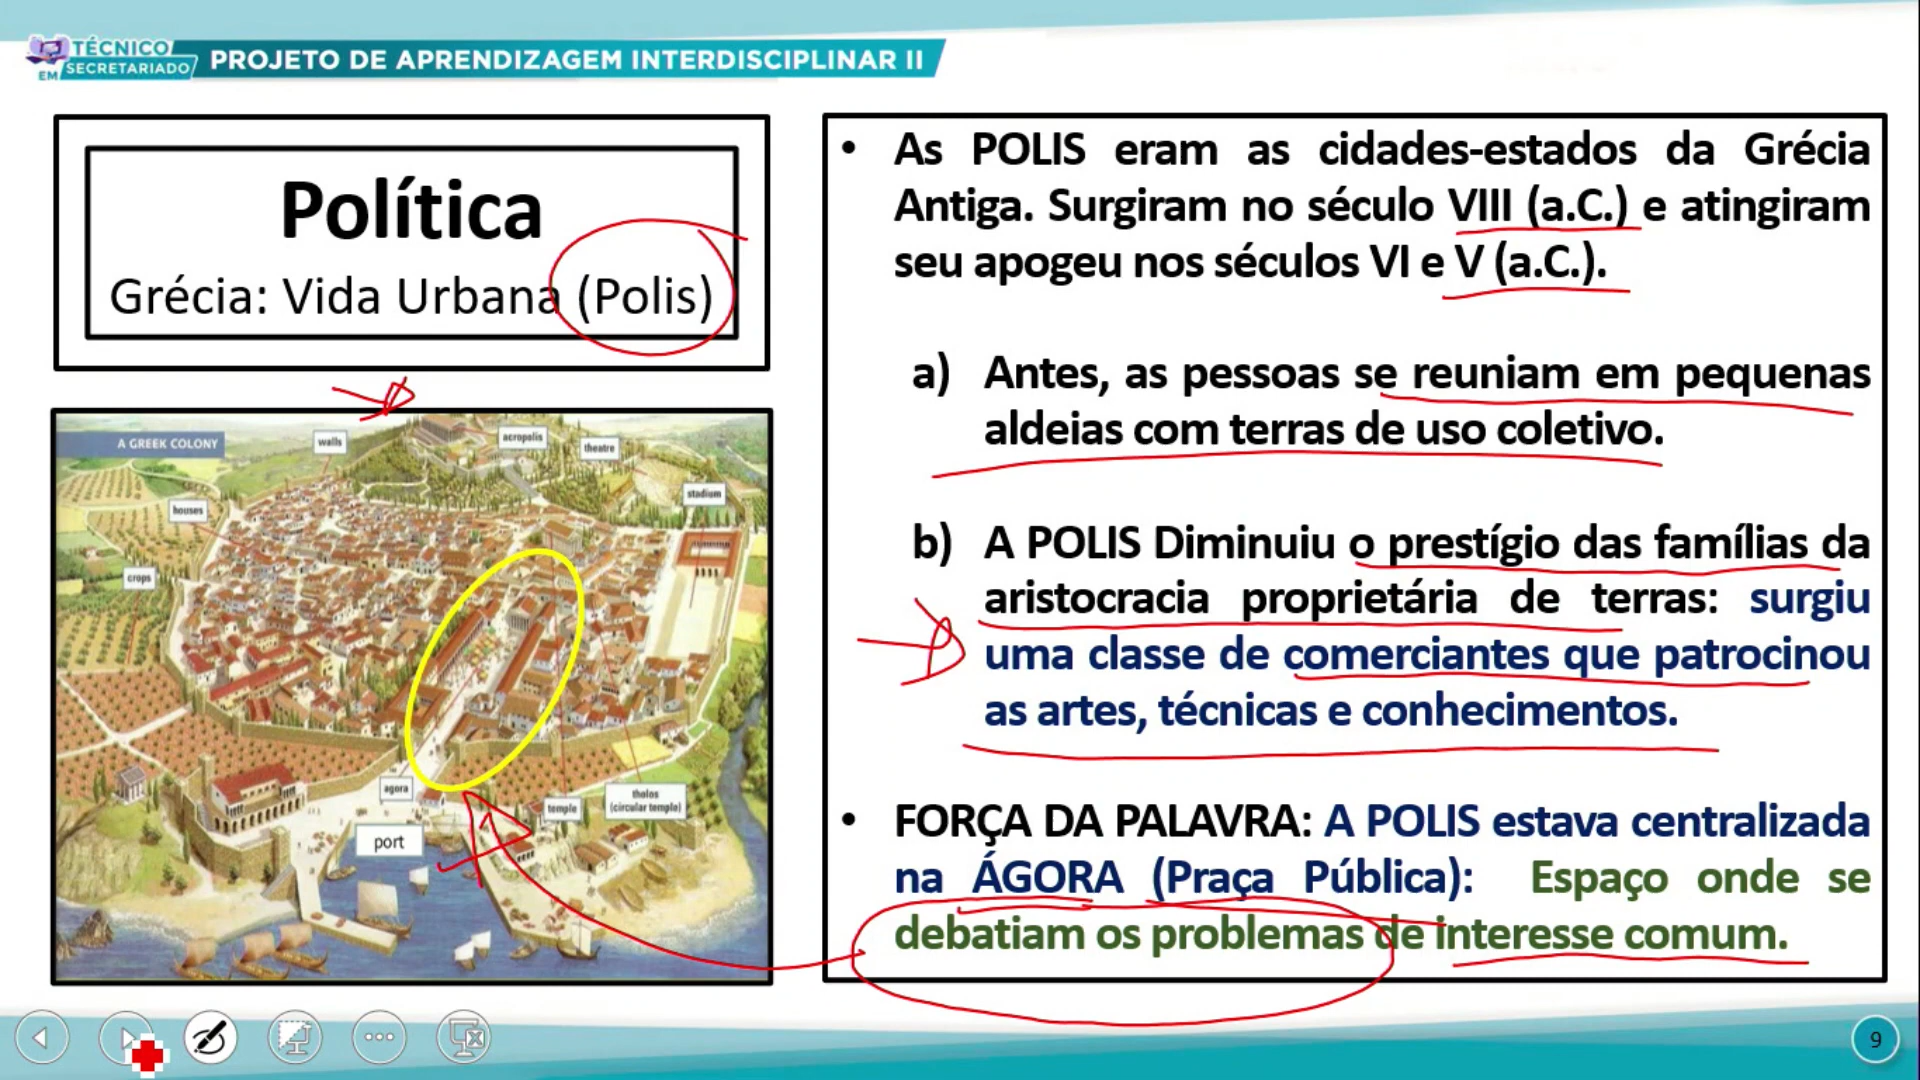 TÉCNICO
EM SECRETARIADO
PROJETO DE APRENDIZAGEM INTERDISCIPLINAR II
Política
Grécia: Vida Urbana (Polis)
A GREEK COLONY
walls
acropolis
theatre
stadium
houses
crops
agora
temple
tholos
(circular temple)
port
• As POLIS eram as cidades-estados da Grécia
Antiga. Surgiram no século VIII (a.C.) e atingiram
seu apogeu nos séculos VI e V (a.C.).
a) Antes, as pessoas se reuniam em pequenas
aldeias com terras de uso coletivo.
b) A POLIS Diminuiu o prestígio das famílias da
aristocracia proprietária de terras: surgiu
uma classe de comerciantes que patrocinou
as artes, técnicas e conhecimentos.
• FORÇA DA PALAVRA: A POLIS estava centralizada
na ÁGORA (Praça Pública): Espaço onde se
debatiam os problemas de interesse comum.
9